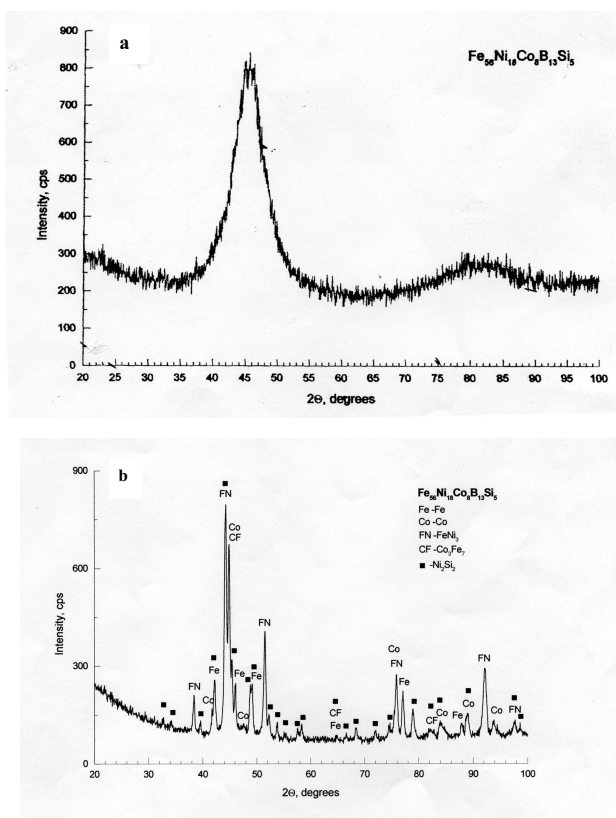 a
Fe56Ni18Co8B13Si5
Intensity, cps
900
800
700
600
500
400
300
200
100
0
20 25 30 35 40 45 50 55 60 65 70 75 80 85 90 95 100
2Θ, degrees
b
Fe56Ni18Co8B13Si5
Fe -Fe
Co -Co
FN -FeNi3
CF -Co3Fe7
■ -Ni2Si2
Intensity, cps
900
600
300
0
FN
Co
Fe
■
FN
Co
CF
■
Fe
Co
■
■
Fe
FN
■
CF
Fe
Co
FN
Fe
■
CF
■
Co
Fe
■
Co
FN
Co
■
FN
20 30 40 50 60 70 80 90 100
2Θ, degrees